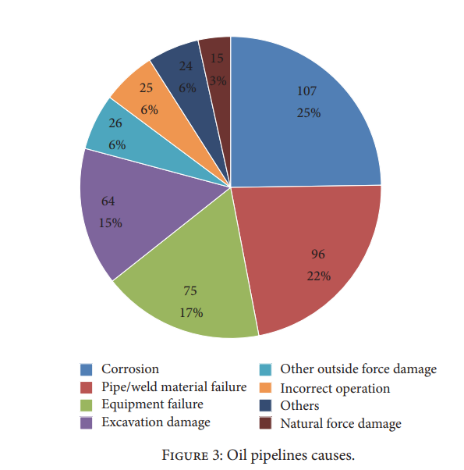 15
3%
24
6%
25
6%
26
6%
107
25%
64
15%
96
22%
75
17%
Corrosion
Pipe/weld material failure
Equipment failure
Excavation damage
Other outside force damage
Incorrect operation
Others
Natural force damage
FIGURE 3: Oil pipelines causes.